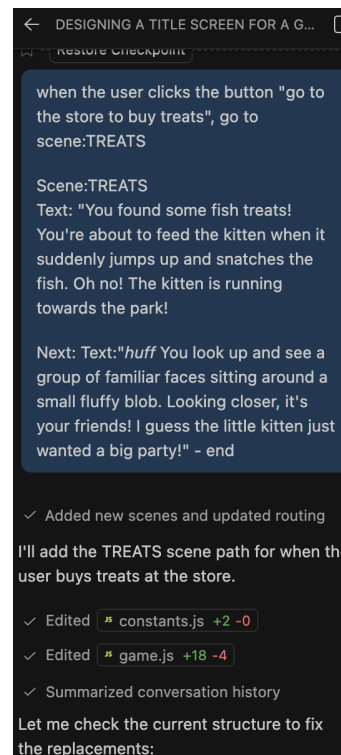 DESIGNING A TITLE SCREEN FOR A G...
Restore Checkpoint
when the user clicks the button "go to
the store to buy treats", go to
scene:TREATS
Scene:TREATS
Text: "You found some fish treats!
You're about to feed the kitten when it
suddenly jumps up and snatches the
fish. Oh no! The kitten is running
towards the park!
Next: Text:"huff You look up and see a
group of familiar faces sitting around a
small fluffy blob. Looking closer, it's
your friends! I guess the little kitten just
wanted a big party!" - end
Added new scenes and updated routing
I'll add the TREATS scene path for when th
user buys treats at the store.
Edited JS constants.js +2 -0
Edited JS game.js +18 -4
Summarized conversation history
Let me check the current structure to fix
the replacements: